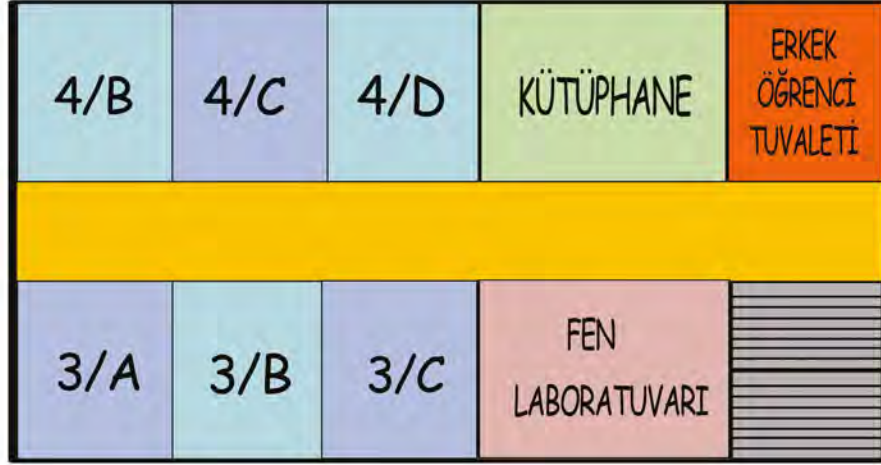 4/B
4/C
4/D
KÜTÜPHANE
ERKEK
ÖĞRENCİ
TUVALETİ
3/A
3/B
3/C
FEN
LABORATUVARI